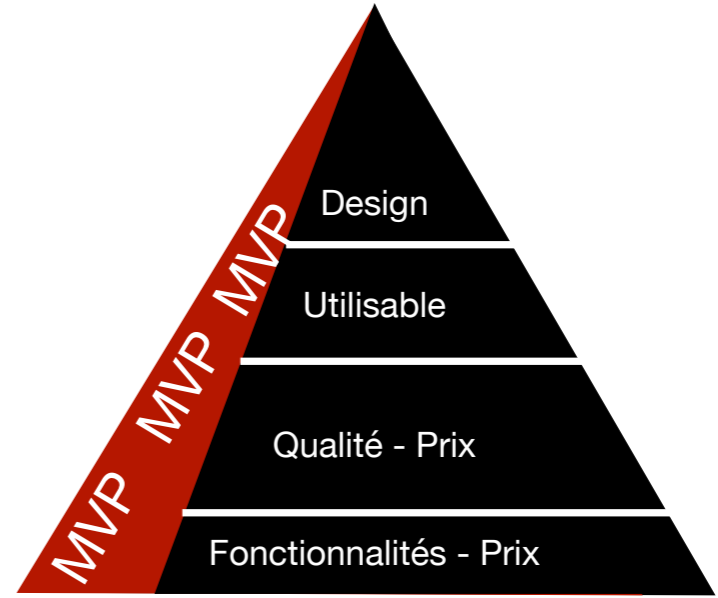 Design
MVP
Utilisable
MVP
Qualité - Prix
MVP
Fonctionnalités - Prix